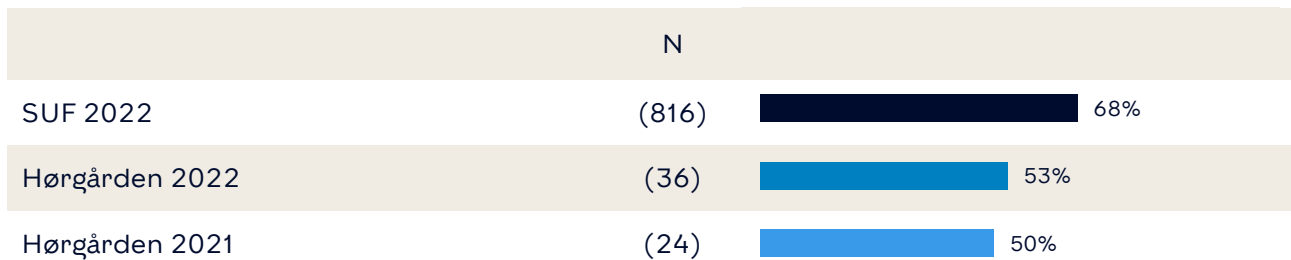 N
SUF 2022 (816) 68%
Hørgården 2022 (36) 53%
Hørgården 2021 (24) 50%